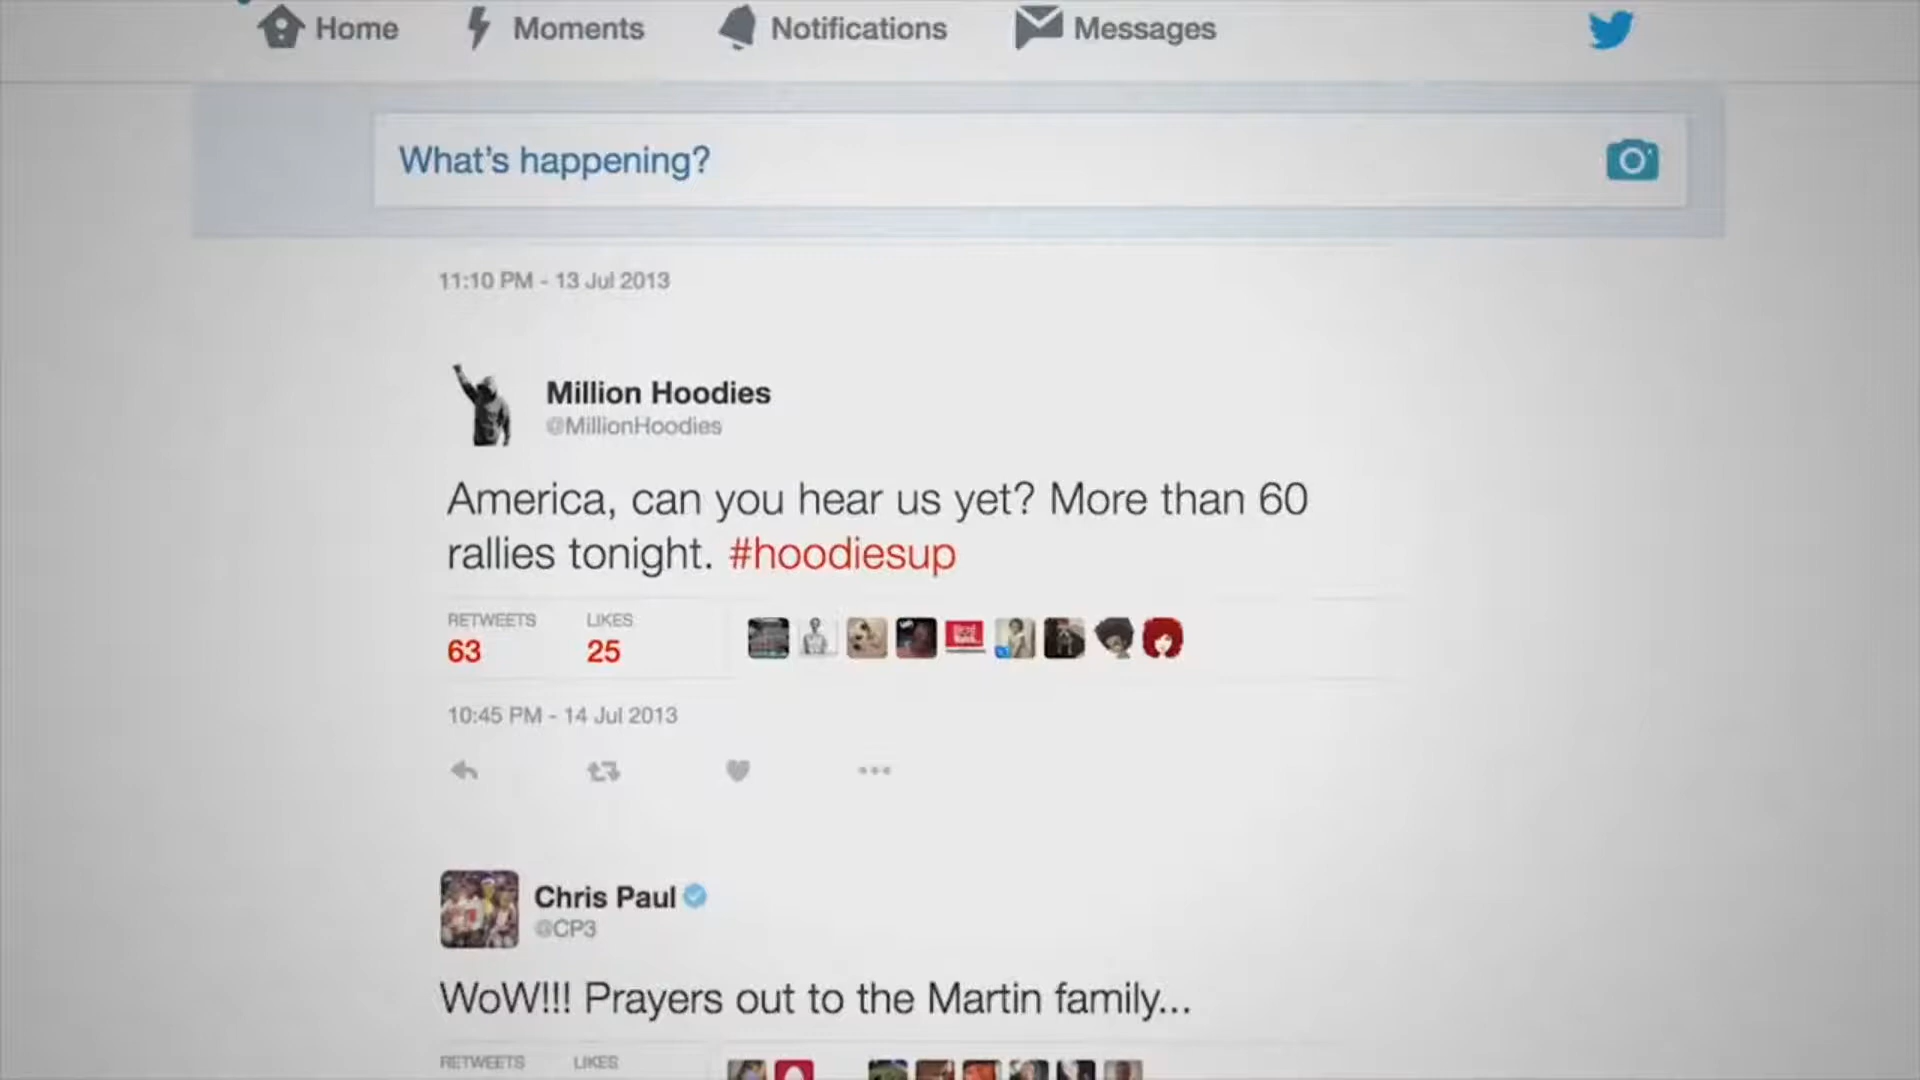 Home Moments Notifications Messages
What's happening?
11:10 PM - 13 Jul 2013
Million Hoodies
@MillionHoodies
America, can you hear us yet? More than 60
rallies tonight. #hoodiesup
RETWEETS LIKES
63 25
10:45 PM - 14 Jul 2013
Chris Paul
@CP3
WoW!!! Prayers out to the Martin family...
RETWEETS LIKES